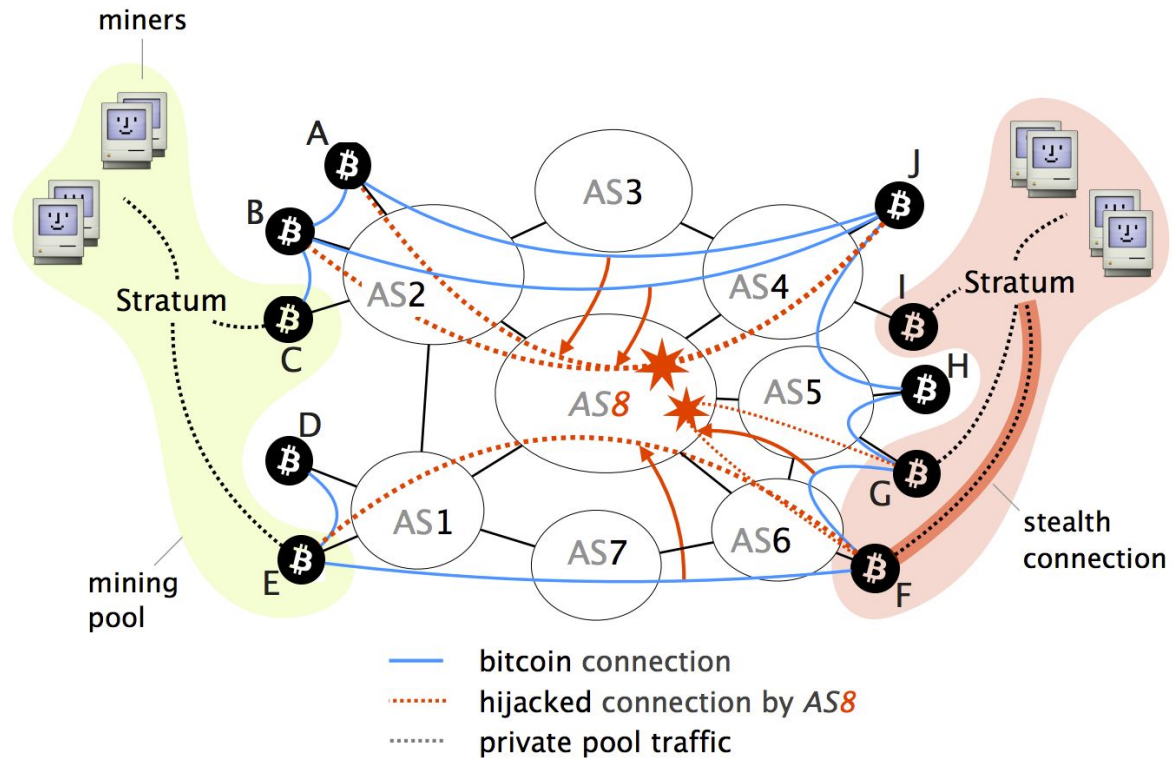 miners
A
J
AS3
B
AS2
AS4
Stratum
I
Stratum
C
H
AS5
AS8
D
G
AS1
AS6
stealth
connection
AS7
E
F
mining
pool
bitcoin connection
hijacked connection by AS8
private pool traffic